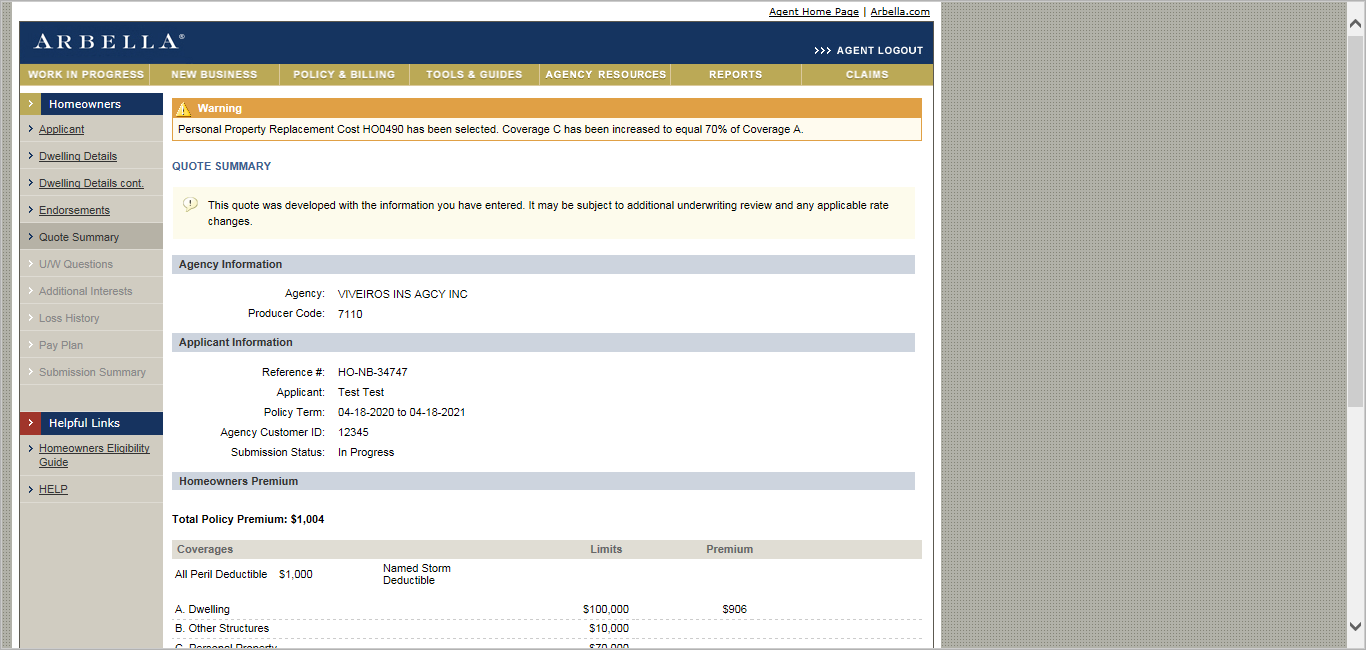 Agent Home Page | Arbella.com
ARBELLA®
>>> AGENT LOGOUT
WORK IN PROGRESS NEW BUSINESS POLICY & BILLING TOOLS & GUIDES AGENCY RESOURCES REPORTS CLAIMS
Homeowners
Applicant
Dwelling Details
Dwelling Details cont.
Endorsements
Quote Summary
U/W Questions
Additional Interests
Loss History
Pay Plan
Submission Summary
Helpful Links
Homeowners Eligibility
Guide
HELP
Warning
Personal Property Replacement Cost HO0490 has been selected. Coverage C has been increased to equal 70% of Coverage A.
QUOTE SUMMARY
This quote was developed with the information you have entered. It may be subject to additional underwriting review and any applicable rate
changes.
Agency Information
Agency: VIVEIROS INS AGCY INC
Producer Code: 7110
Applicant Information
Reference #: HO-NB-34747
Applicant: Test Test
Policy Term: 04-18-2020 to 04-18-2021
Agency Customer ID: 12345
Submission Status: In Progress
Homeowners Premium
Total Policy Premium: $1,004
Coverages Limits Premium
All Peril Deductible $1,000 Named Storm
Deductible
A. Dwelling $100,000 $906
B. Other Structures $10,000
C. Personal Property $70,000